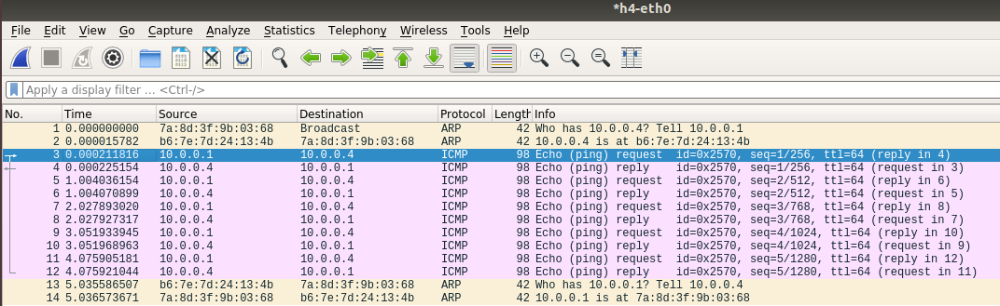 *h4-eth0
File Edit View Go Capture Analyze Statistics Telephony Wireless Tools Help
Apply a display filter … <Ctrl-/>
No. Time Source Destination Protocol Length Info
1 0.000000000 7a:8d:3f:9b:03:68 Broadcast ARP 42 Who has 10.0.0.4? Tell 10.0.0.1
2 0.000015782 b6:7e:7d:24:13:4b 7a:8d:3f:9b:03:68 ARP 42 10.0.0.4 is at b6:7e:7d:24:13:4b
3 0.000211816 10.0.0.1 10.0.0.4 ICMP 98 Echo (ping) request id=0x2570, seq=1/256, ttl=64 (reply in 4)
4 0.000225154 10.0.0.4 10.0.0.1 ICMP 98 Echo (ping) reply id=0x2570, seq=1/256, ttl=64 (request in 3)
5 1.004036154 10.0.0.1 10.0.0.4 ICMP 98 Echo (ping) request id=0x2570, seq=2/512, ttl=64 (reply in 6)
6 1.004070899 10.0.0.4 10.0.0.1 ICMP 98 Echo (ping) reply id=0x2570, seq=2/512, ttl=64 (request in 5)
7 2.027893020 10.0.0.1 10.0.0.4 ICMP 98 Echo (ping) request id=0x2570, seq=3/768, ttl=64 (reply in 8)
8 2.027927317 10.0.0.4 10.0.0.1 ICMP 98 Echo (ping) reply id=0x2570, seq=3/768, ttl=64 (request in 7)
9 3.051933945 10.0.0.1 10.0.0.4 ICMP 98 Echo (ping) request id=0x2570, seq=4/1024, ttl=64 (reply in 10)
10 3.051968963 10.0.0.4 10.0.0.1 ICMP 98 Echo (ping) reply id=0x2570, seq=4/1024, ttl=64 (request in 9)
11 4.075905181 10.0.0.1 10.0.0.4 ICMP 98 Echo (ping) request id=0x2570, seq=5/1280, ttl=64 (reply in 12)
12 4.075921044 10.0.0.4 10.0.0.1 ICMP 98 Echo (ping) reply id=0x2570, seq=5/1280, ttl=64 (request in 11)
13 5.035586507 b6:7e:7d:24:13:4b 7a:8d:3f:9b:03:68 ARP 42 Who has 10.0.0.1? Tell 10.0.0.4
14 5.036573671 7a:8d:3f:9b:03:68 b6:7e:7d:24:13:4b ARP 42 10.0.0.1 is at 7a:8d:3f:9b:03:68